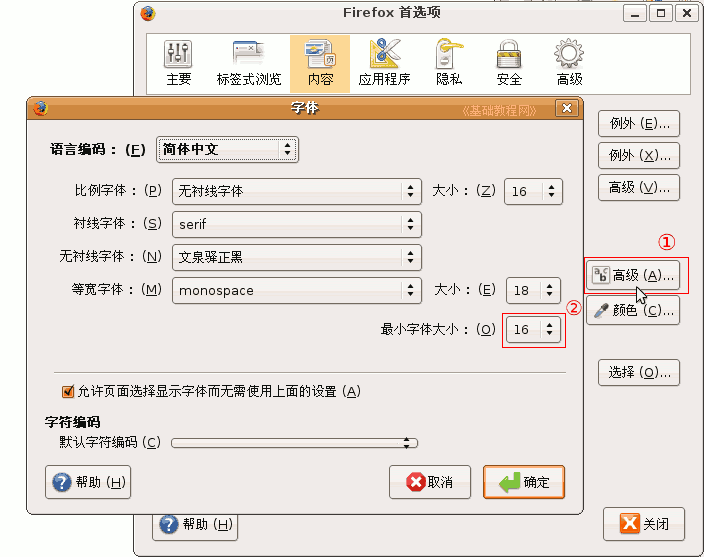 Firefox 首选项
主要 标签式浏览 内容 应用程序 隐私 安全 高级
字体 《基础教程网》
例外 (E)...
语言编码： (F) 简体中文
例外 (X)...
高级 (V)...
比例字体： (P) 无衬线字体 大小： (Z) 16
衬线字体： (S) serif
①
无衬线字体： (N) 文泉驿正黑
aбc 高级 (A)...
等宽字体： (M) monospace 大小： (E) 18
② 颜色 (C)...
最小字体大小： (O) 16
选择 (O)...
允许页面选择显示字体而无需使用上面的设置 (A)
字符编码
默认字符编码 (C)
帮助 (H) 取消 确定
帮助 (H) 关闭